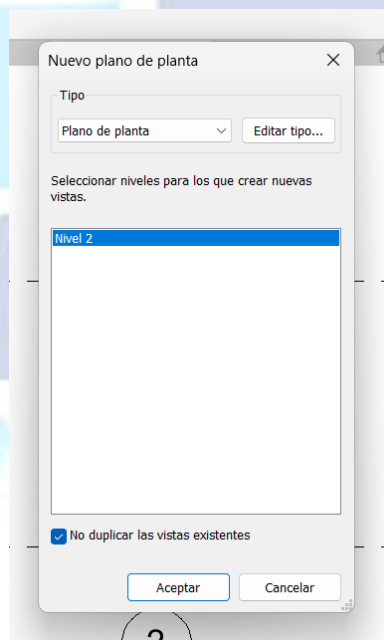 Nuevo plano de planta
Tipo
Plano de planta
Editar tipo...
Seleccionar niveles para los que crear nuevas
vistas.
Nivel 2
No duplicar las vistas existentes
Aceptar
Cancelar